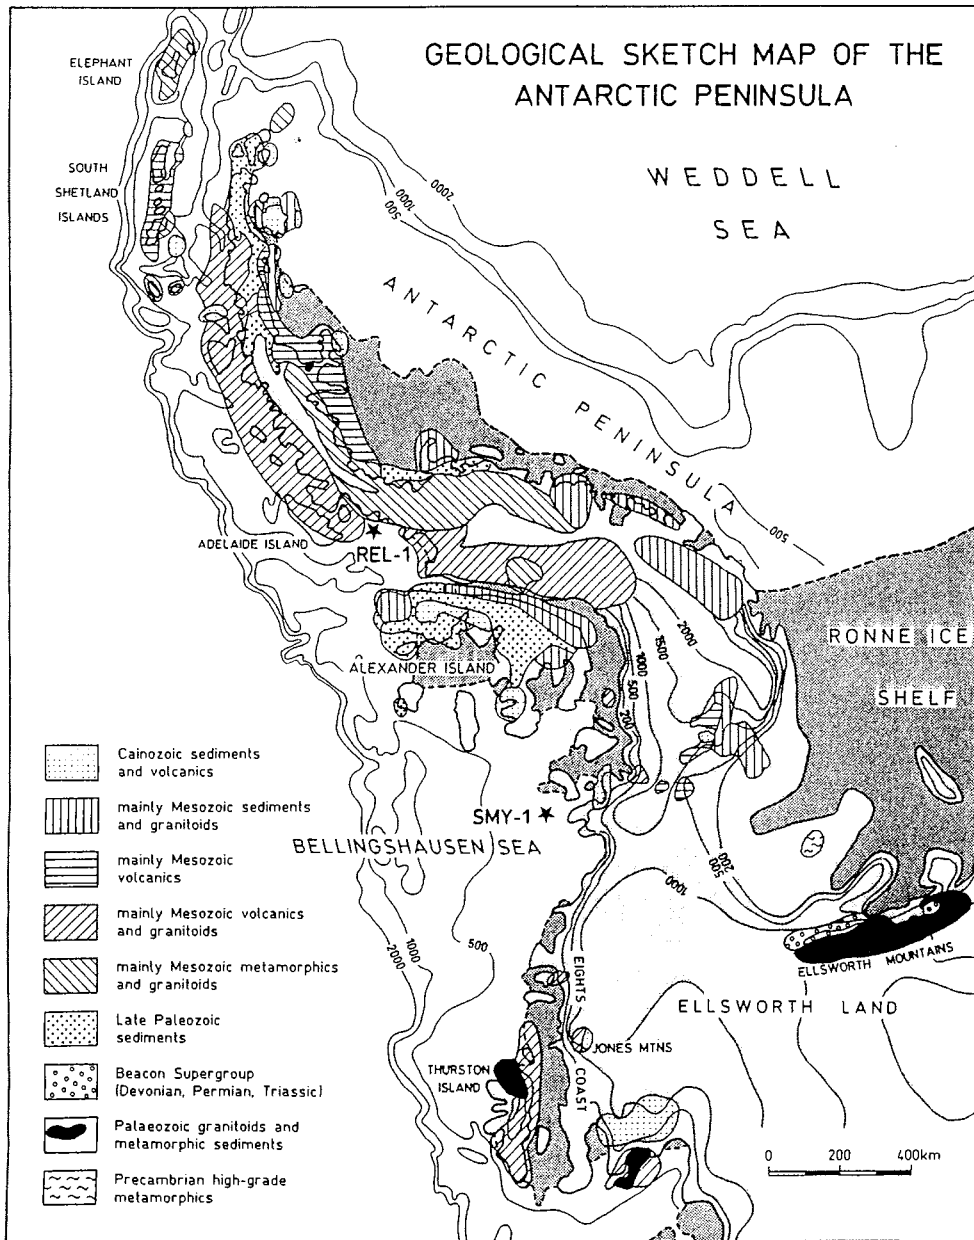 GEOLOGICAL SKETCH MAP OF THE
ANTARCTIC PENINSULA
ELEPHANT
ISLAND
SOUTH
SHETLAND
ISLANDS
WEDDELL
SEA
2000
1000
500
ANTARCTIC PENINSULA
500
ADELAIDE ISLAND
REL-1
RONNE ICE
SHELF
2000
1500
1000
500
200
ALEXANDER ISLAND
SMY-1
BELLINGSHAUSEN SEA
200
500
1000
2000
1000
500
ELLSWORTH MOUNTAINS
ELLSWORTH LAND
EIGHTS
COAST
JONES MTNS
THURSTON
ISLAND
Cainozoic sediments
and volcanics
mainly Mesozoic sediments
and granitoids
mainly Mesozoic
volcanics
mainly Mesozoic volcanics
and granitoids
mainly Mesozoic metamorphics
and granitoids
Late Paleozoic
sediments
Beacon Supergroup
(Devonian, Permian, Triassic)
Palaeozoic granitoids and
metamorphic sediments
Precambrian high-grade
metamorphics
0 200 400km